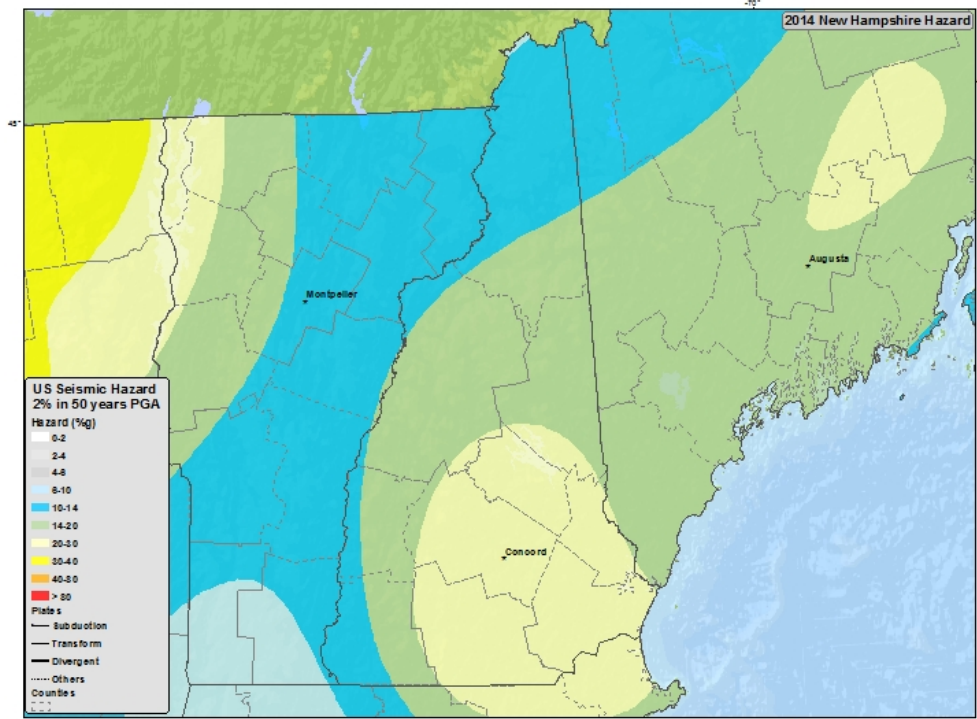 2014 New Hampshire Hazard
45°
Augusta
Montpelier
US Seismic Hazard
2% in 50 years PGA
Hazard (%g)
0-2
2-4
4-6
6-10
10-14
14-20
20-30
30-40
40-80
> 80
Plates
Subduction
Transform
Divergent
Others
Counties
Concord